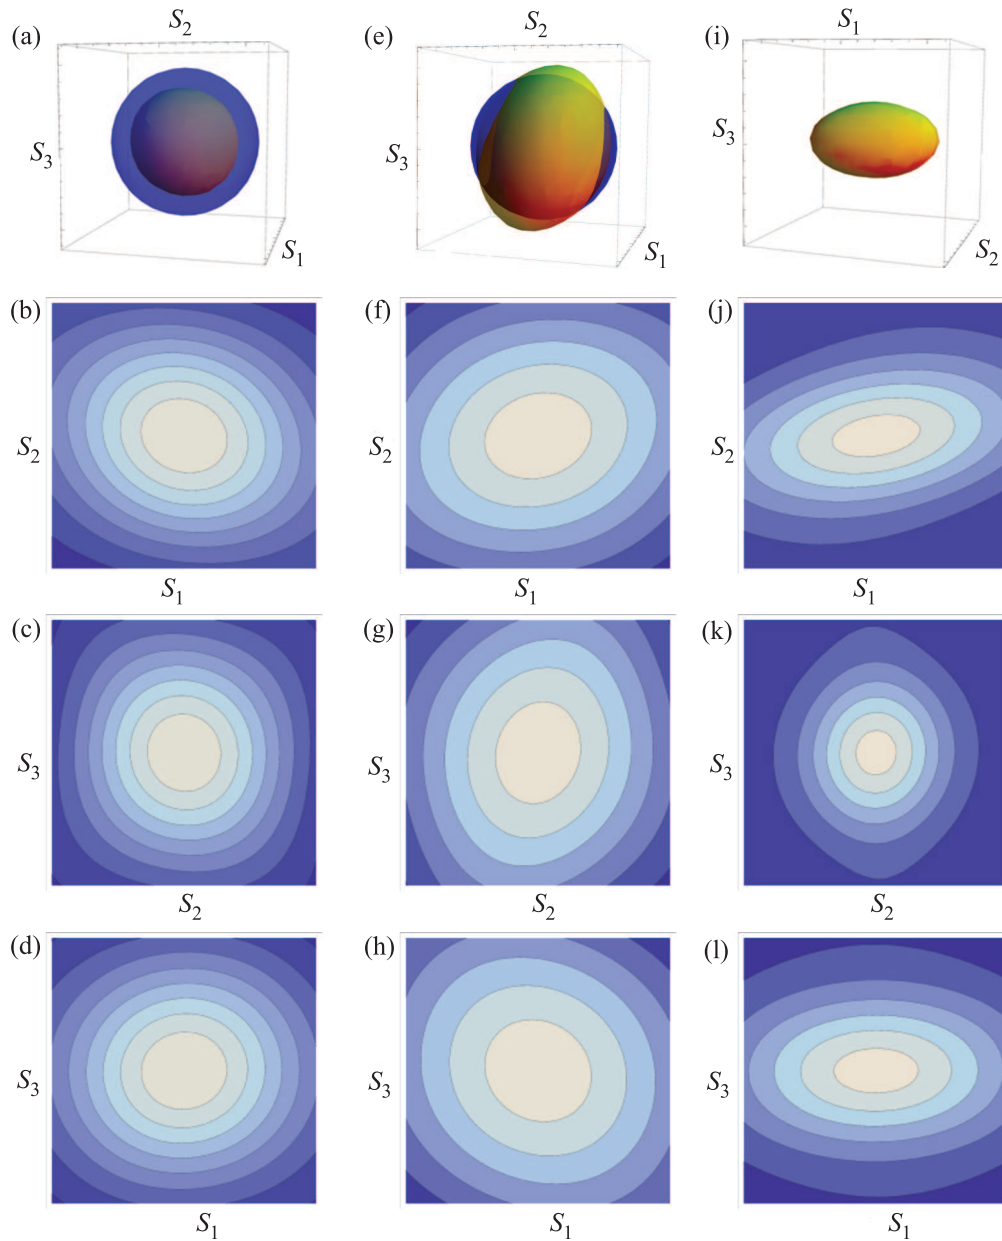 (a) S₂ (e) S₂ (i) S₁
S₃ S₃ S₃
S₁ S₁ S₂
(b) (f) (j)
S₂ S₂ S₂
S₁ S₁ S₁
(c) (g) (k)
S₃ S₃ S₃
S₂ S₂ S₂
(d) (h) (l)
S₃ S₃ S₃
S₁ S₁ S₁